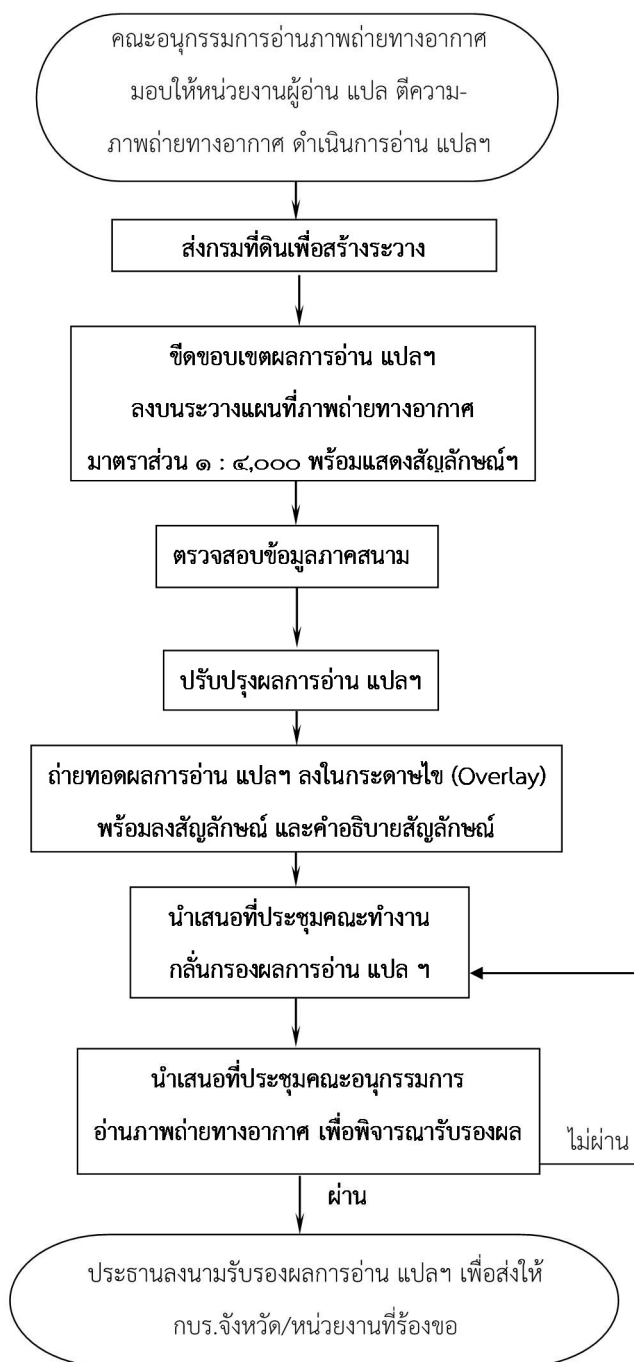 คณะอนุกรรมการอ่านภาพถ่ายทางอากาศ
มอบให้หน่วยงานผู้อ่าน แปล ตีความ-
ภาพถ่ายทางอากาศ ดำเนินการอ่าน แปลฯ
ส่งกรมที่ดินเพื่อสร้างระวาง
ขีดขอบเขตผลการอ่าน แปลฯ
ลงบนระวางแผนที่ภาพถ่ายทางอากาศ
มาตราส่วน ๑ : ๔,๐๐๐ พร้อมแสดงสัญลักษณ์ฯ
ตรวจสอบข้อมูลภาคสนาม
ปรับปรุงผลการอ่าน แปลฯ
ถ่ายทอดผลการอ่าน แปลฯ ลงในกระดาษไข (Overlay)
พร้อมลงสัญลักษณ์ และคำอธิบายสัญลักษณ์
นำเสนอที่ประชุมคณะทำงาน
กลั่นกรองผลการอ่าน แปล ฯ
นำเสนอที่ประชุมคณะอนุกรรมการ
อ่านภาพถ่ายทางอากาศ เพื่อพิจารณารับรองผล
ไม่ผ่าน
ผ่าน
ประธานลงนามรับรองผลการอ่าน แปลฯ เพื่อส่งให้
กบร.จังหวัด/หน่วยงานที่ร้องขอ